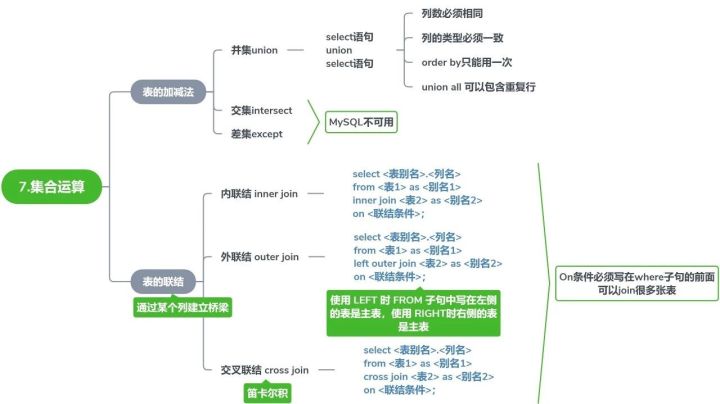 7.集合运算
表的加减法
并集union
select语句
union
select语句
列数必须相同
列的类型必须一致
order by只能用一次
union all 可以包含重复行
交集intersect
差集except
MySQL不可用
表的联结
通过某个列建立桥梁
内联结 inner join
select <表别名>.<列名>
from <表1> as <别名1>
inner join <表2> as <别名2>
on <联结条件>;
外联结 outer join
select <表别名>.<列名>
from <表1> as <别名1>
left outer join <表2> as <别名2>
on <联结条件>;
使用 LEFT 时 FROM 子句中写在左侧
的表是主表，使用 RIGHT时右侧的表
是主表
交叉联结 cross join
笛卡尔积
select <表别名>.<列名>
from <表1> as <别名1>
cross join <表2> as <别名2>
on <联结条件>;
On条件必须写在where子句的前面
可以join很多张表